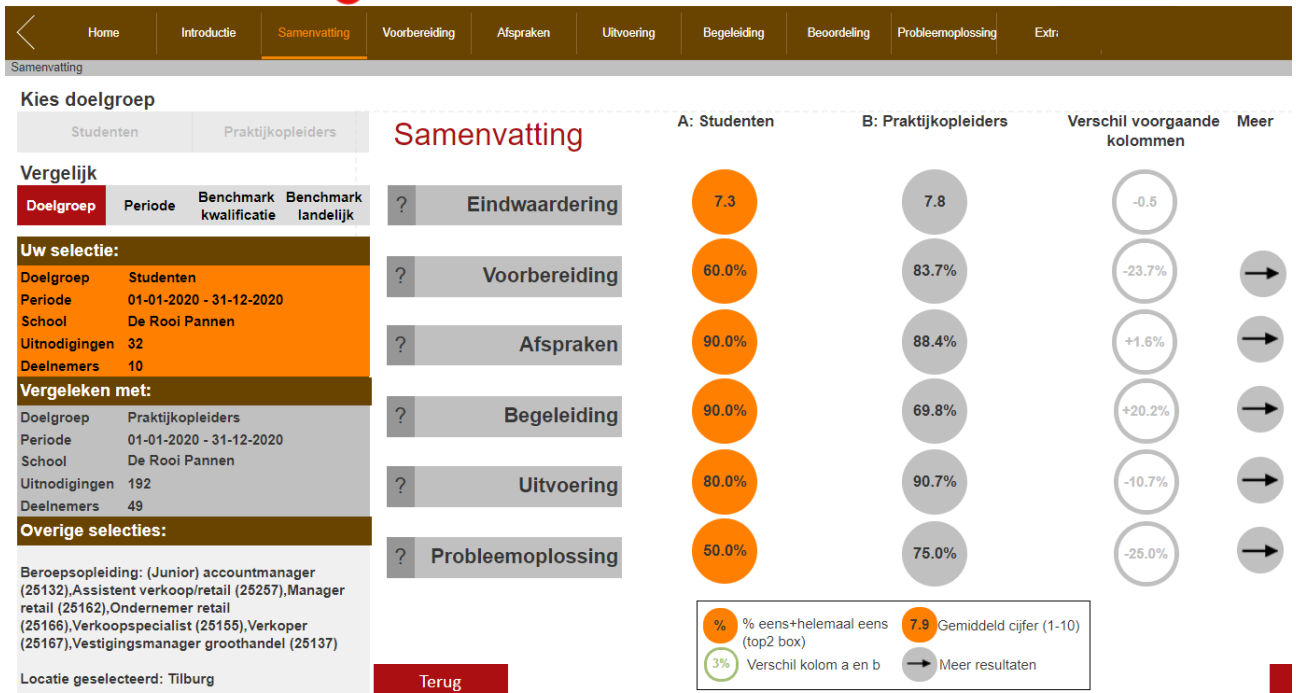 Home Introductie Samenvatting Voorbereiding Afspraken Uitvoering Begeleiding Beoordeling Probleemoplossing Extr
Samenvatting
Kies doelgroep
Studenten Praktijkopleiders
Vergelijk
Doelgroep Periode Benchmark kwalificatie Benchmark landelijk
Uw selectie:
Doelgroep Studenten
Periode 01-01-2020 - 31-12-2020
School De Rooi Pannen
Uitnodigingen 32
Deelnemers 10
Vergeleken met:
Doelgroep Praktijkopleiders
Periode 01-01-2020 - 31-12-2020
School De Rooi Pannen
Uitnodigingen 192
Deelnemers 49
Overige selecties:
Beroepsopleiding: (Junior) accountmanager
(25132),Assistent verkoop/retail (25257),Manager
retail (25162),Ondernemer retail
(25166),Verkoopspecialist (25155),Verkoper
(25167),Vestigingsmanager groothandel (25137)
Locatie geselecteerd: Tilburg
Samenvatting
A: Studenten B: Praktijkopleiders Verschil voorgaande kolommen Meer
? Eindwaardering 7.3 7.8 -0.5
? Voorbereiding 60.0% 83.7% -23.7%
? Afspraken 90.0% 88.4% +1.6%
? Begeleiding 90.0% 69.8% +20.2%
? Uitvoering 80.0% 90.7% -10.7%
? Probleemoplossing 50.0% 75.0% -25.0%
% % eens+helemaal eens
(top2 box)
7.9 Gemiddeld cijfer (1-10)
3% Verschil kolom a en b
Meer resultaten
Terug